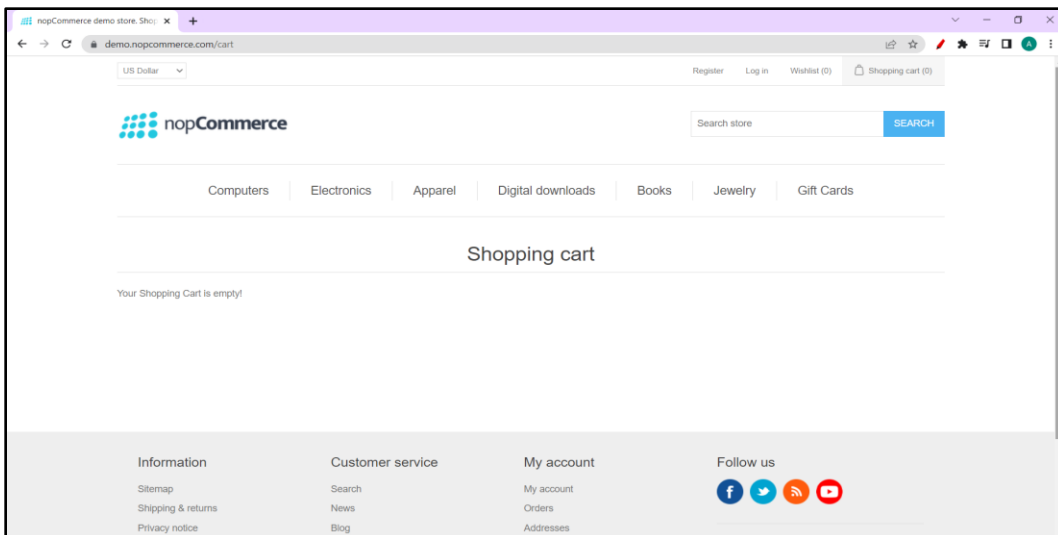 nopCommerce demo store. Shop
demo.nopcommerce.com/cart
A
US Dollar
Register Log in Wishlist (0) Shopping cart (0)
nopCommerce
Search store SEARCH
Computers Electronics Apparel Digital downloads Books Jewelry Gift Cards
Shopping cart
Your Shopping Cart is empty!
Information Customer service My account Follow us
Sitemap Search My account
Shipping & returns News Orders
Privacy notice Blog Addresses